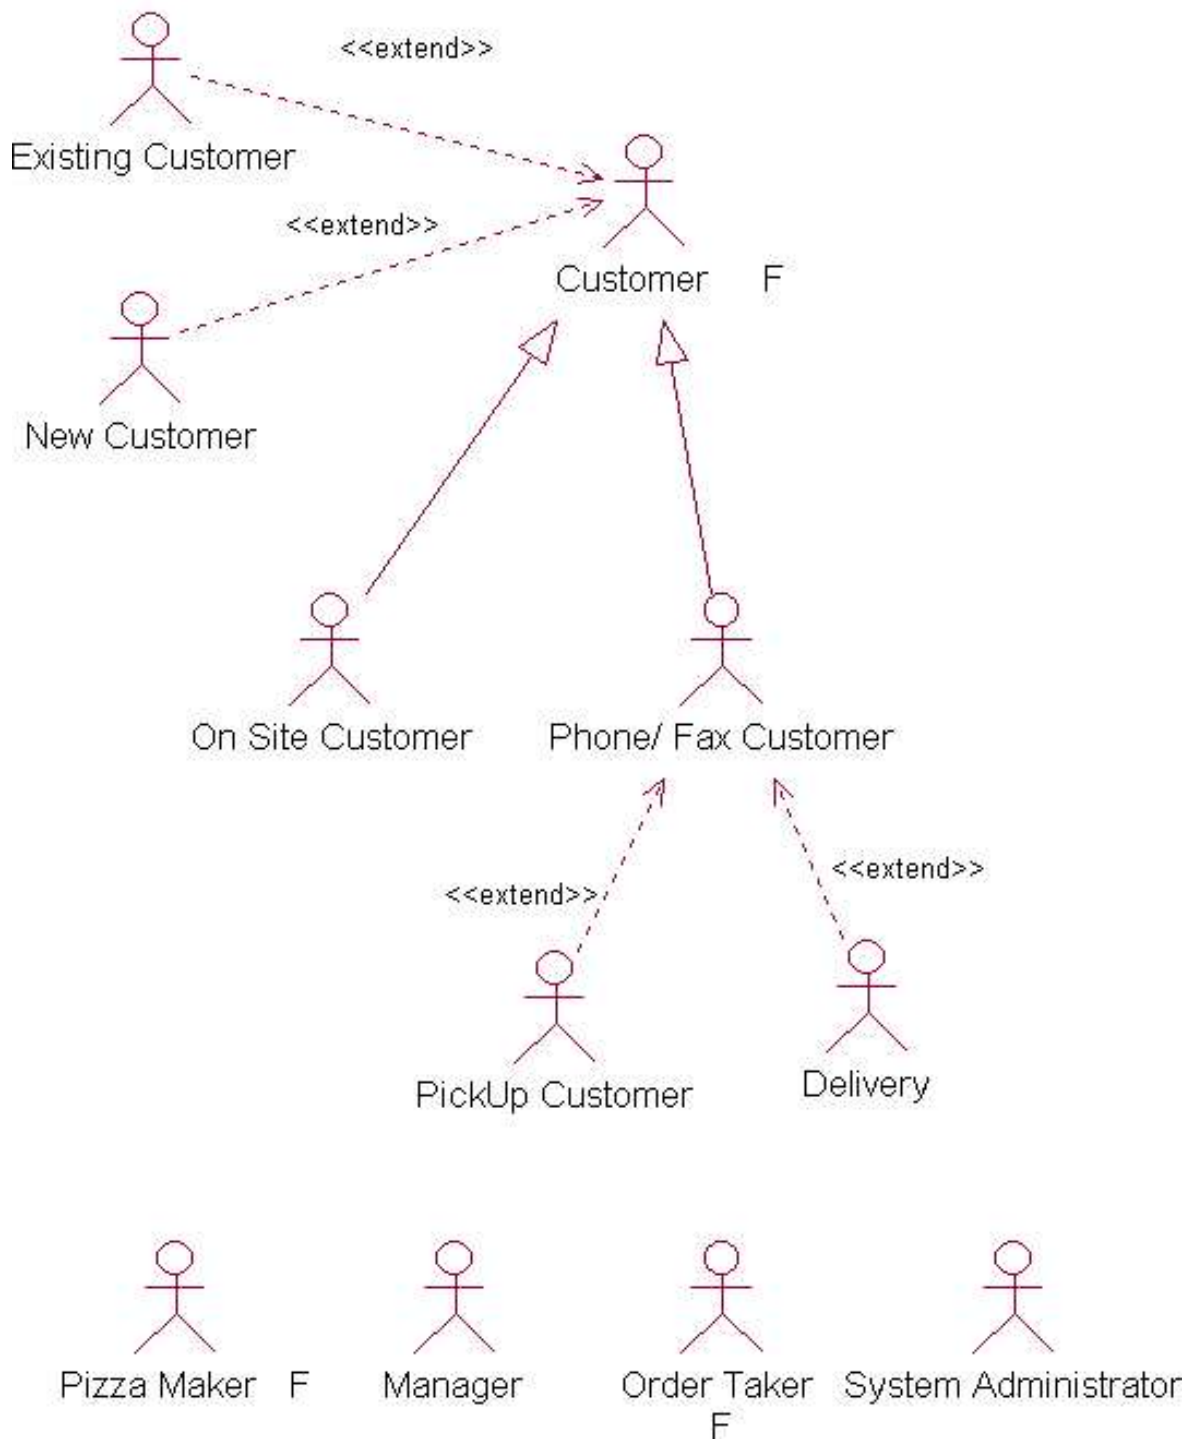 <<extend>>
Existing Customer
<<extend>>
Customer F
New Customer
On Site Customer
Phone/ Fax Customer
<<extend>>
<<extend>>
PickUp Customer
Delivery
Pizza Maker F
Manager
Order Taker
F
System Administrator